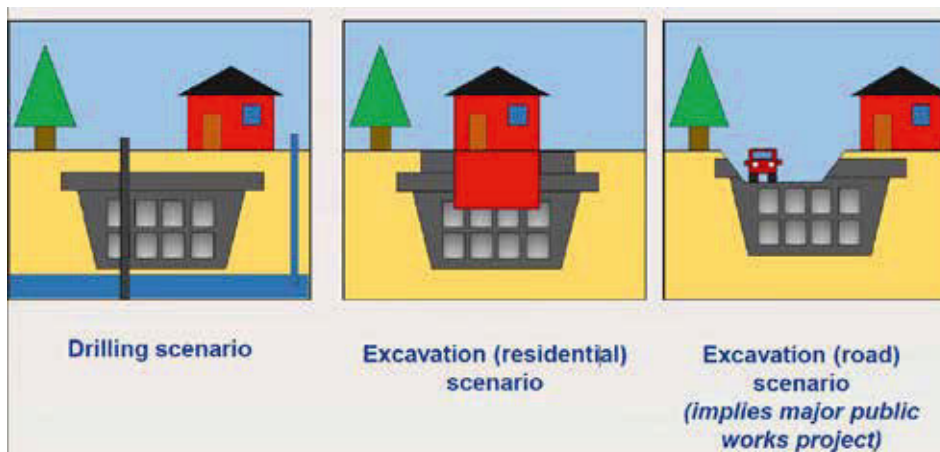 Drilling scenario
Excavation (residential)
scenario
Excavation (road)
scenario
(implies major public
works project)